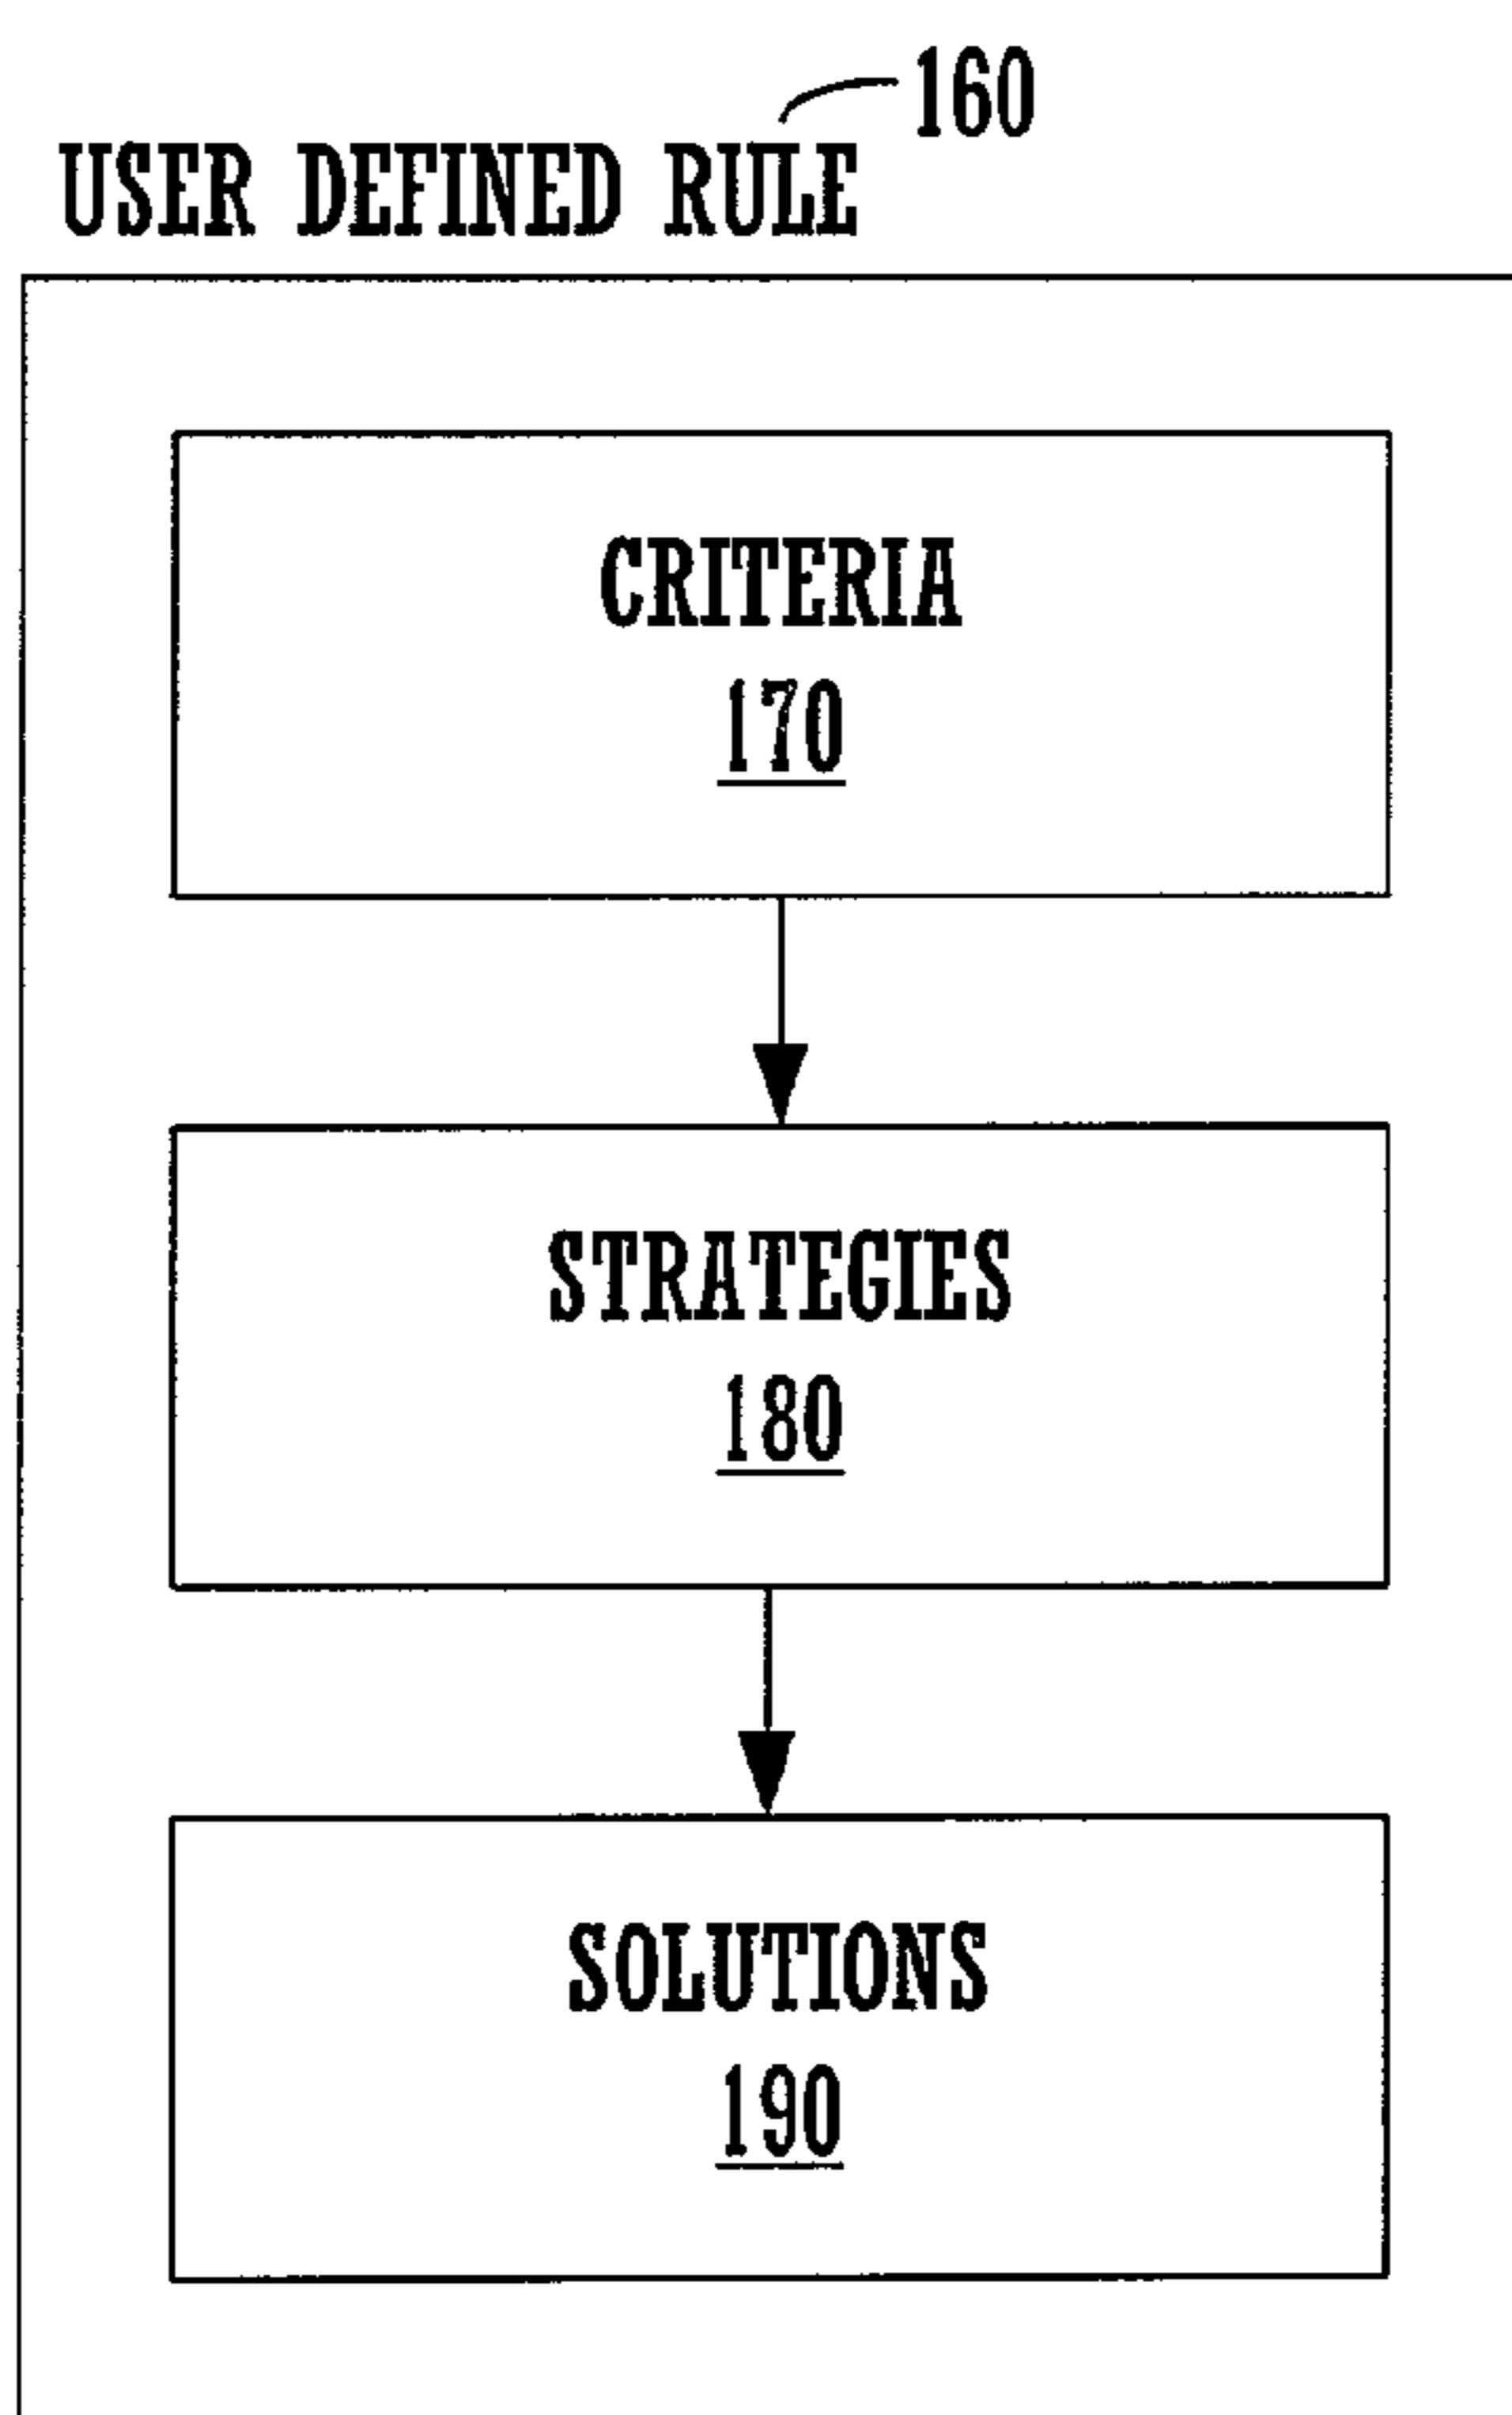 160
USER DEFINED RULE
CRITERIA
170
STRATEGIES
180
SOLUTIONS
190